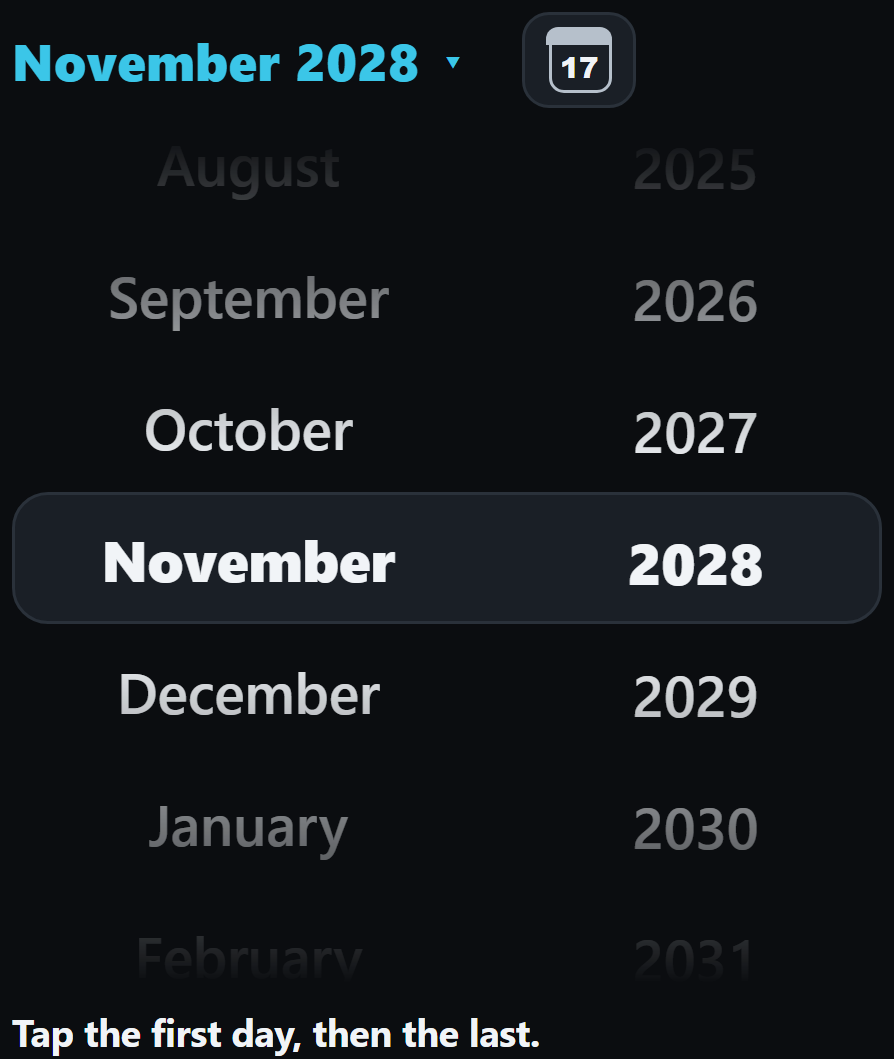 November 2028 ▼
17
August 2025
September 2026
October 2027
November 2028
December 2029
January 2030
February 2031
Tap the first day, then the last.